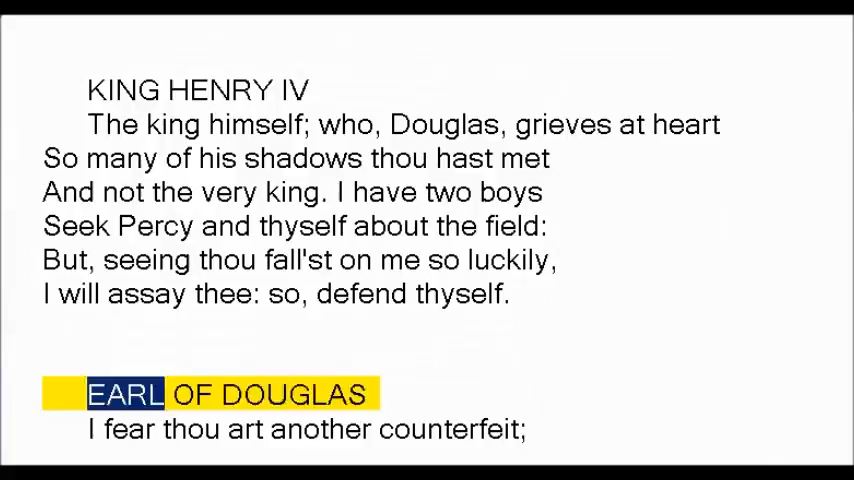 KING HENRY IV
The king himself; who, Douglas, grieves at heart
So many of his shadows thou hast met
And not the very king. I have two boys
Seek Percy and thyself about the field:
But, seeing thou fall'st on me so luckily,
I will assay thee: so, defend thyself.
EARL OF DOUGLAS
I fear thou art another counterfeit;